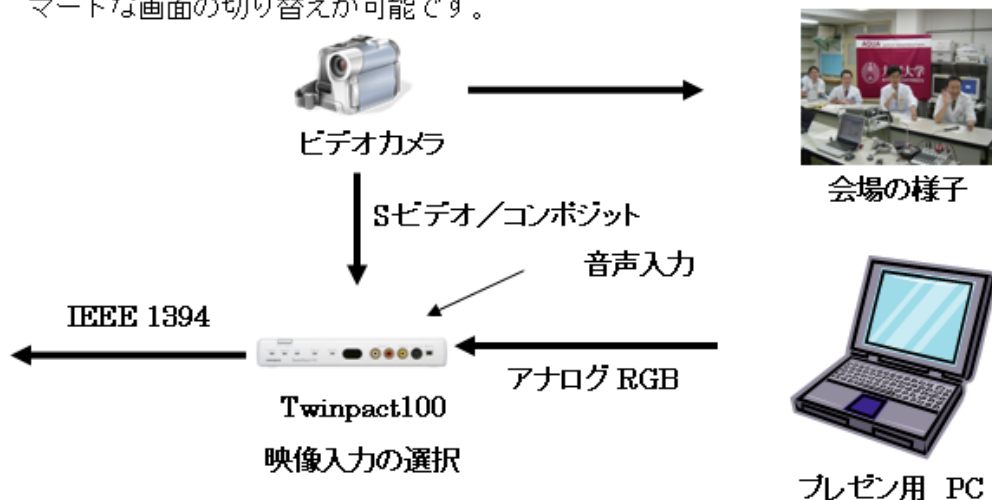 マートな画面の切り替えが可能です。
ビデオカメラ
AQUA
大学
会場の様子
S-ビデオ／コンポジット
音声入力
IEEE 1394
アナログ RGB
Twinpact100
映像入力の選択
プレゼン用 PC